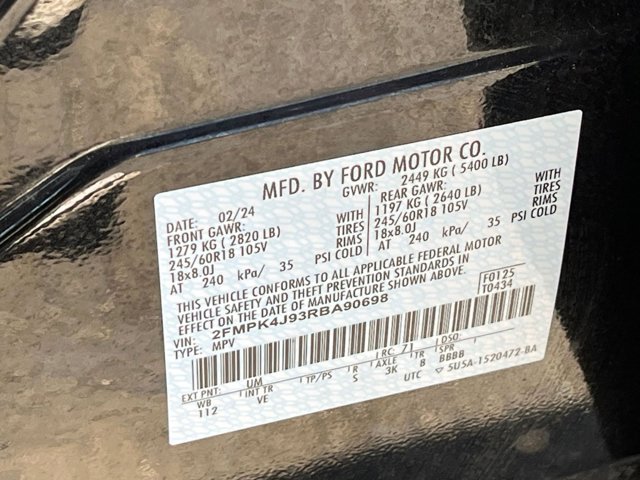 MFD. BY FORD MOTOR CO.
DATE: 02/24 GVWR: 2449 KG ( 5400 LB)
FRONT GAWR: WITH REAR GAWR: WITH
1279 KG ( 2820 LB) TIRES 1197 KG ( 2640 LB) TIRES
245/60R18 105V RIMS 245/60R18 105V RIMS
18x8.0J PSI COLD 18x8.0J PSI COLD
AT 240 kPa/ 35 AT 240 kPa/ 35
THIS VEHICLE CONFORMS TO ALL APPLICABLE FEDERAL MOTOR
VEHICLE SAFETY AND THEFT PREVENTION STANDARDS IN
EFFECT ON THE DATE OF MANUFACTURE SHOWN ABOVE.
VIN: 2FMPK4J93RBA90698 F0125
TYPE: MPV T0434
EXT PNT: UM RC: 71 DSO:
WB INT TR TP/PS R AXLE TR SPR
112 VE S 3K 8 BBBB
UTC ▽ 5U5A-1520472-BA